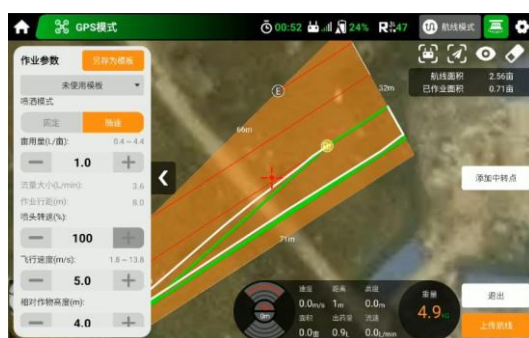 GPS模式
00:52
24%
R 47
航线模式
作业参数
另存为模板
未使用模板
喷洒模式
固定
随速
亩用量(L/亩):
0.4 ~ 4.4
1.0
流量大小(L/min):
3.6
作业行距(m):
8.0
喷头转速(%):
100
飞行速度(m/s):
1.8 ~ 13.8
5.0
相对作物高度(m):
4.0
E
32m
66m
71m
航线面积 2.56亩
已作业面积 0.71亩
添加中转点
0m
速度 距离 高度
0.0m/s 1m 0.0m
面积 出药量 流速
0.0亩 0.9L 0.0L/min
重量
4.9
退出
上传航线